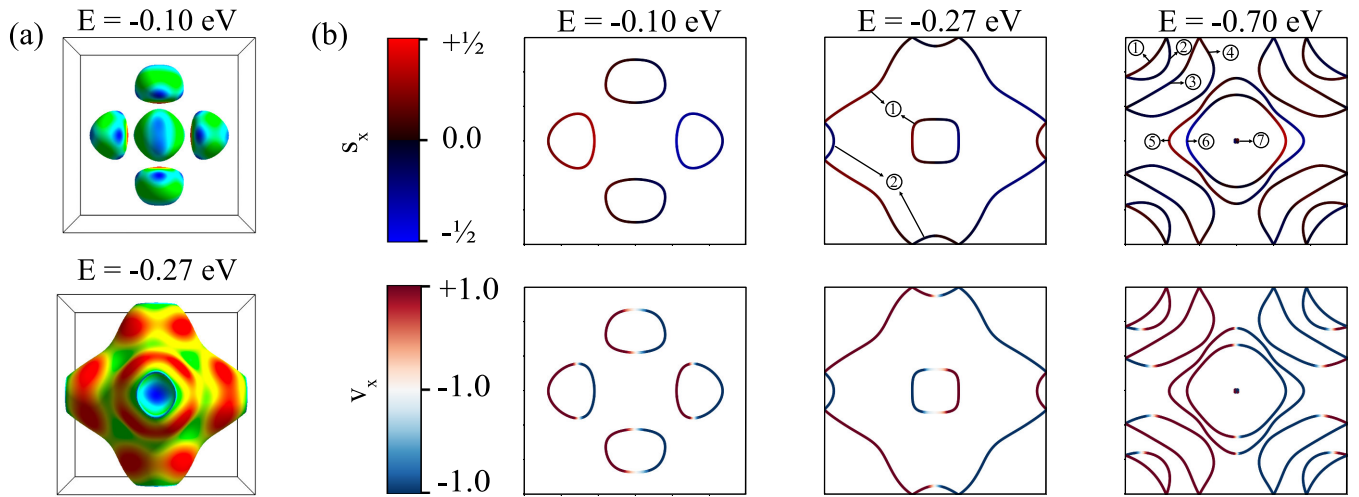 (a)
E = -0.10 eV
E = -0.27 eV
(b)
+½
0.0
-½
s_x
E = -0.10 eV
E = -0.27 eV
①
②
E = -0.70 eV
① ② ④
③
⑤ ⑥ ⑦
+1.0
-1.0
-1.0
v_x